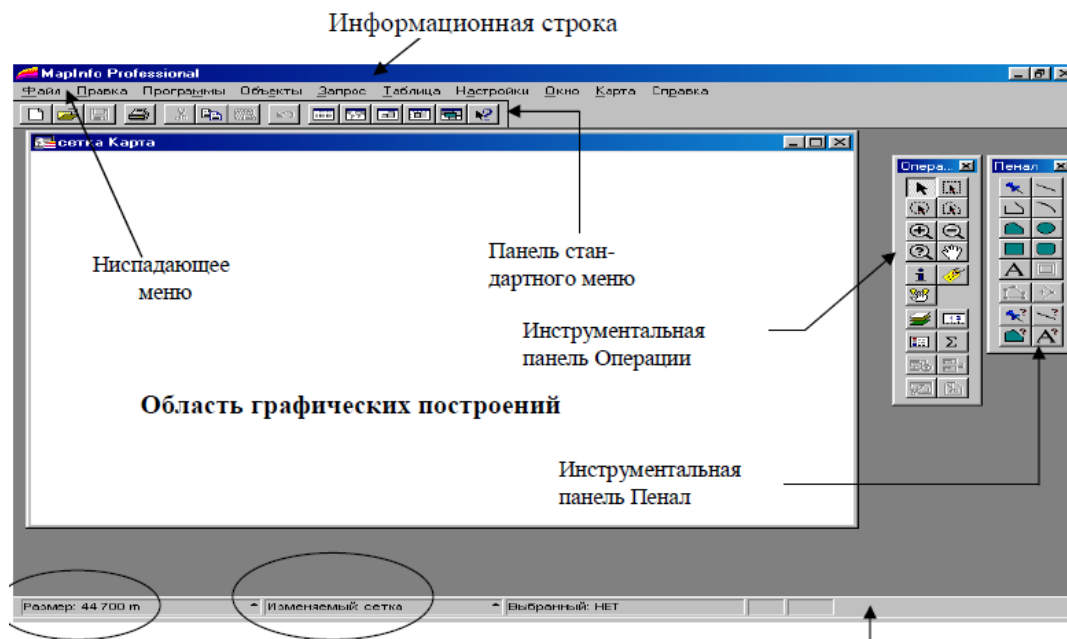 Информационная строка
MapInfo Professional
Файл Правка Программы Объекты Запрос Таблица Настройки Окно Карта Справка
сетка Карта
Опера...
Пенал
Ниспадающее
меню
Панель стан-
дартного меню
Инструментальная
панель Операции
Область графических построений
Инструментальная
панель Пенал
Размер: 44 700 m
Изменяемый: сетка
Выбранный: НЕТ